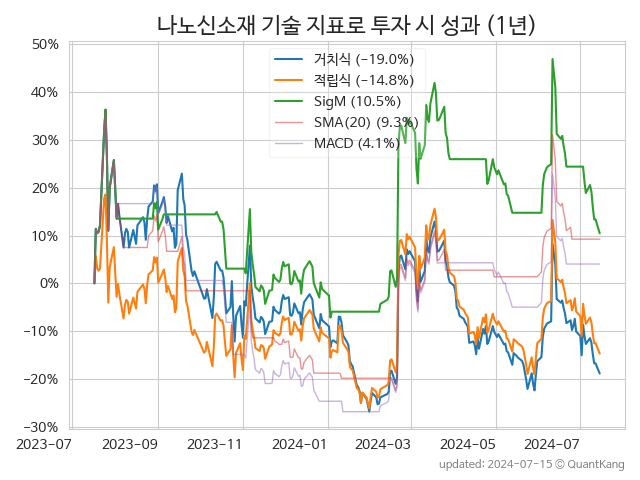 나노신소재 기술 지표로 투자 시 성과 (1년)
거치식 (−19.0%)
적립식 (−14.8%)
SigM (10.5%)
SMA(20) (9.3%)
MACD (4.1%)
50%
40%
30%
20%
10%
0%
−10%
−20%
−30%
2023-07 2023-09 2023-11 2024-01 2024-03 2024-05 2024-07
updated: 2024-07-15 ⓒ QuantKang